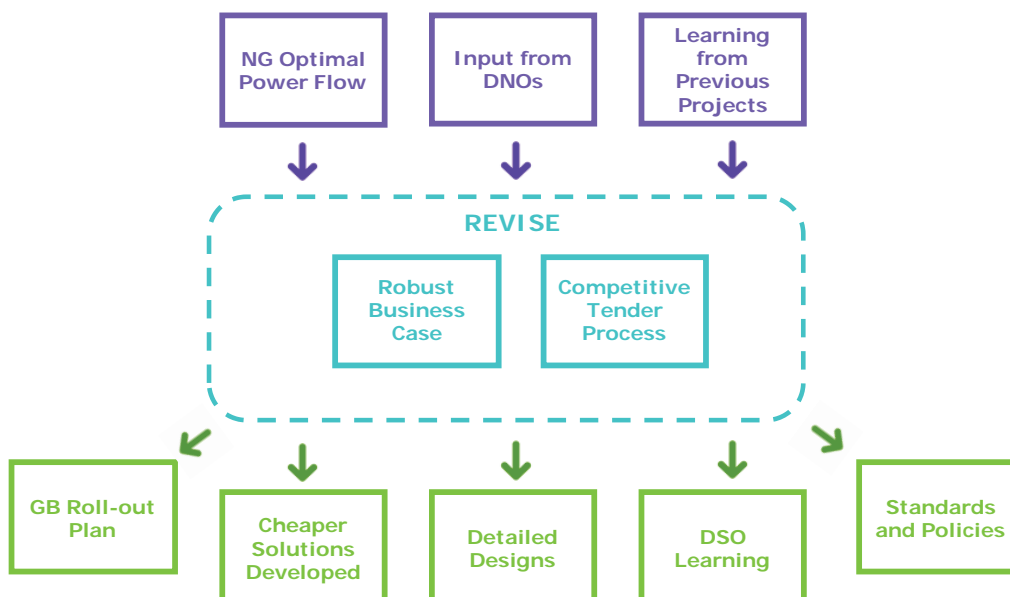 NG Optimal
Power Flow
Input from
DNOs
Learning
from
Previous
Projects
REVISE
Robust
Business
Case
Competitive
Tender
Process
GB Roll-out
Plan
Cheaper
Solutions
Developed
Detailed
Designs
DSO
Learning
Standards
and Policies